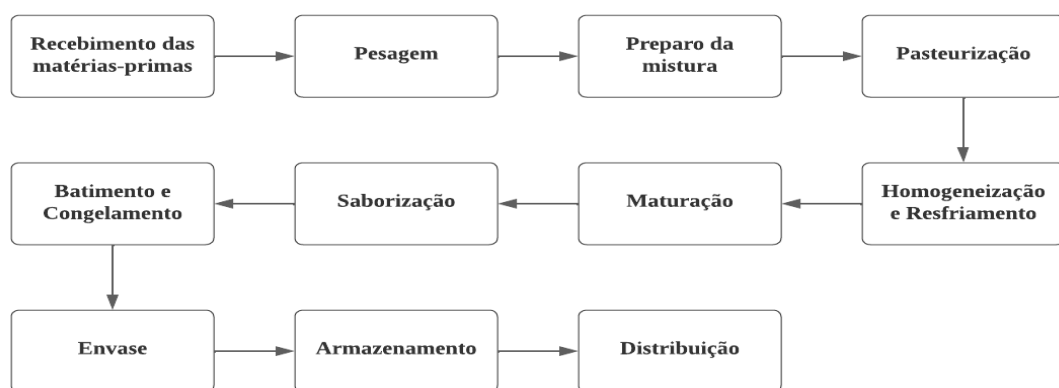 Recebimento das
matérias-primas
Pesagem
Preparo da
mistura
Pasteurização
Homogeneização
e Resfriamento
Maturação
Saborização
Batimento e
Congelamento
Envase
Armazenamento
Distribuição